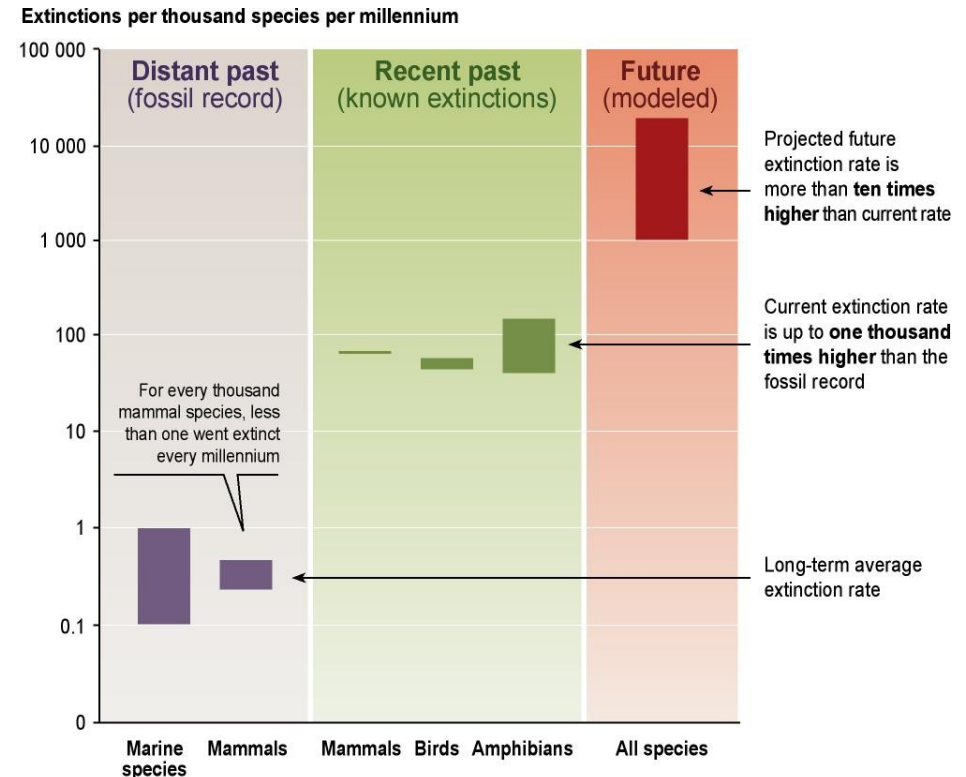 Extinctions per thousand species per millennium
100 000
10 000
1 000
100
10
1
0.1
0
Distant past
(fossil record)
Recent past
(known extinctions)
Future
(modeled)
For every thousand
mammal species, less
than one went extinct
every millennium
Projected future
extinction rate is
more than ten times
higher than current rate
Current extinction rate
is up to one thousand
times higher than the
fossil record
Long-term average
extinction rate
Marine
species
Mammals
Mammals
Birds
Amphibians
All species